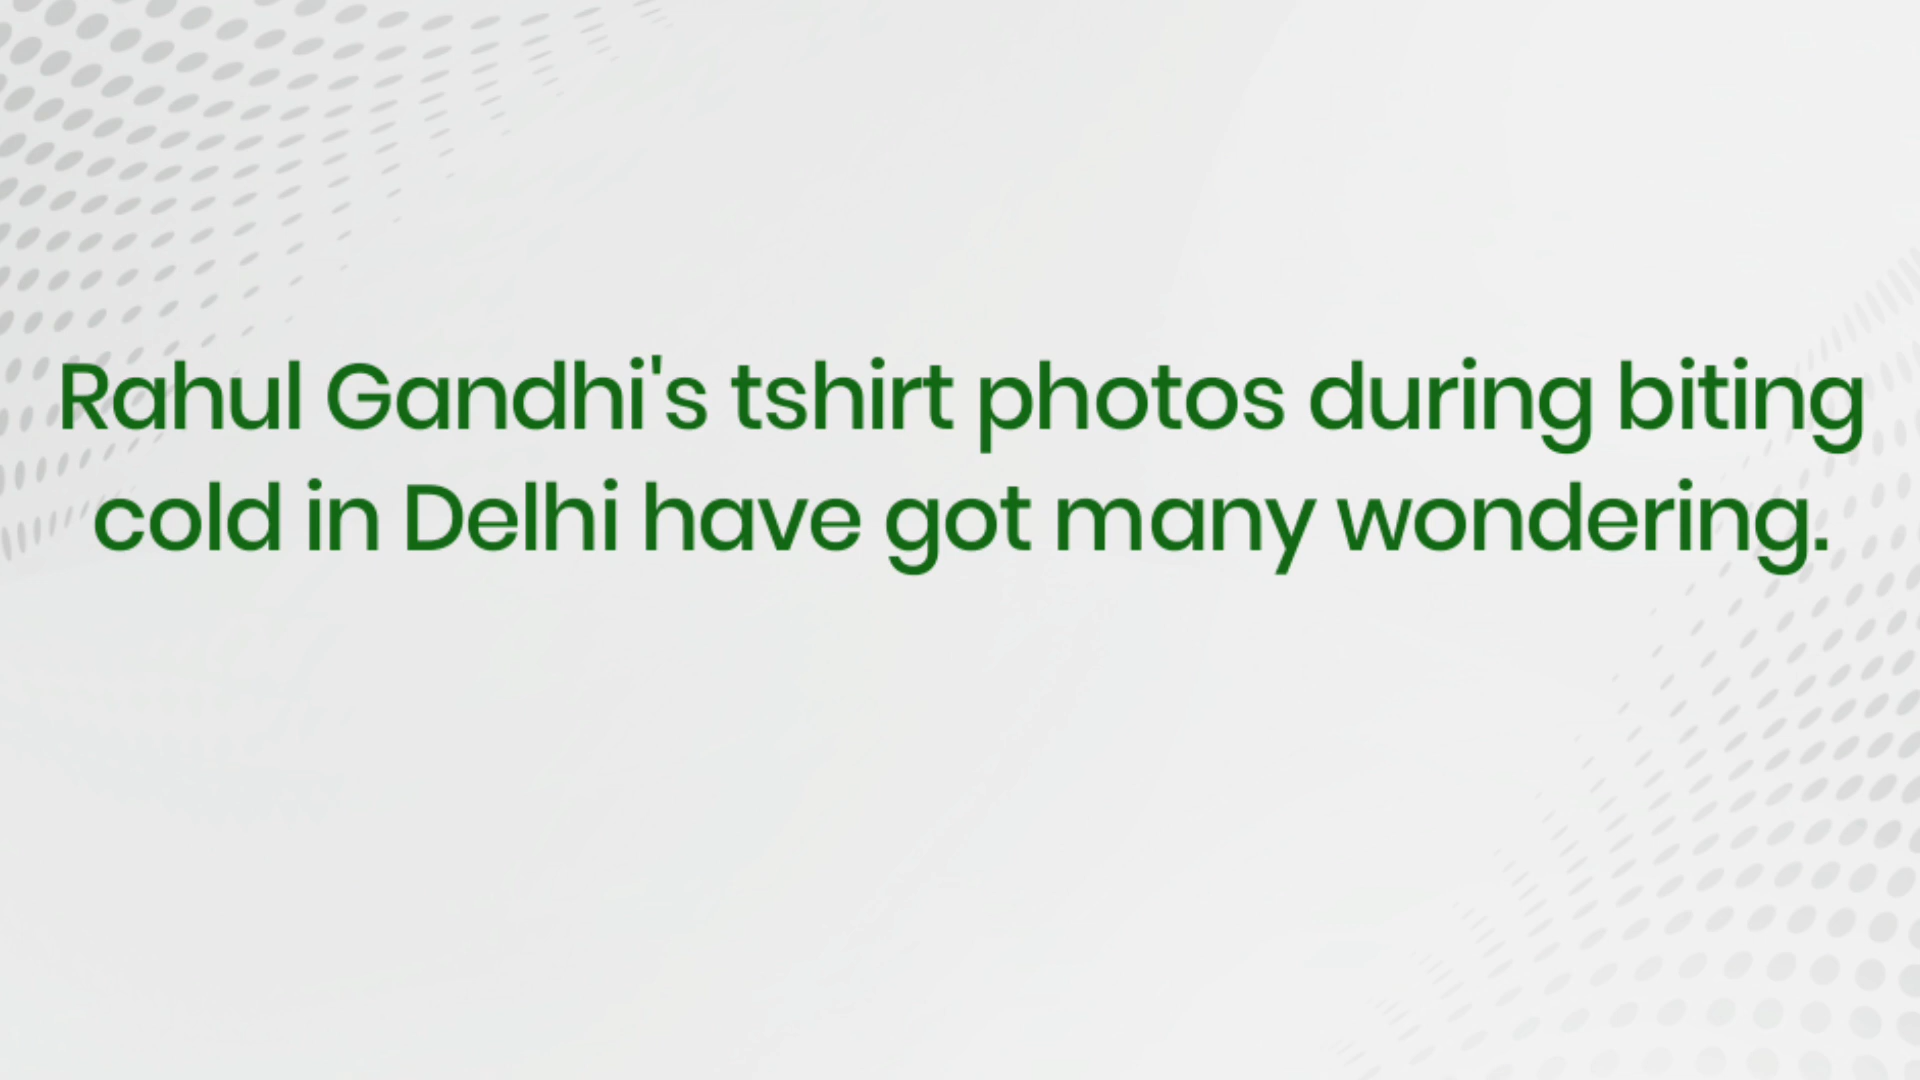 Rahul Gandhi's tshirt photos during biting
cold in Delhi have got many wondering.